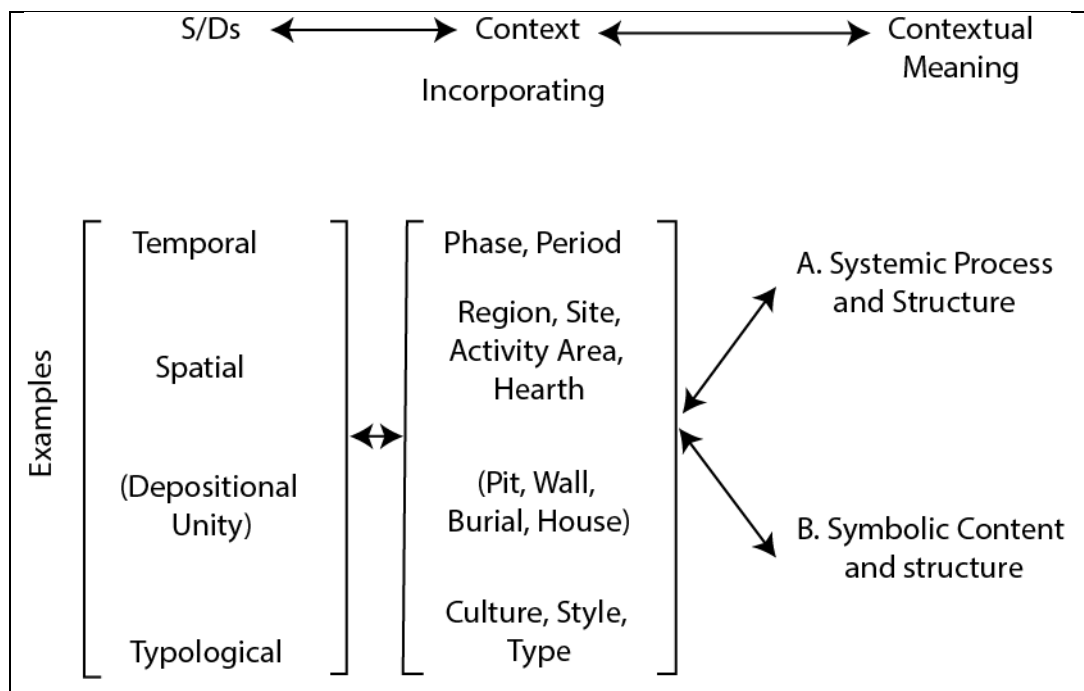 S/Ds
Context
Contextual
Meaning
Incorporating
Examples
Temporal
Spatial
(Depositional
Unity)
Typological
Phase, Period
Region, Site,
Activity Area,
Hearth
(Pit, Wall,
Burial, House)
Culture, Style,
Type
A. Systemic Process
and Structure
B. Symbolic Content
and structure